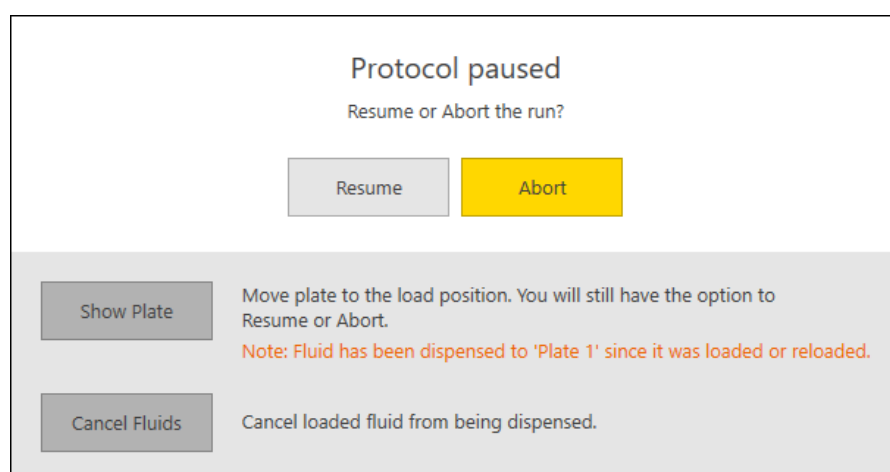 Protocol paused
Resume or Abort the run?
Resume
Abort
Show Plate
Move plate to the load position. You will still have the option to
Resume or Abort.
Note: Fluid has been dispensed to 'Plate 1' since it was loaded or reloaded.
Cancel Fluids
Cancel loaded fluid from being dispensed.